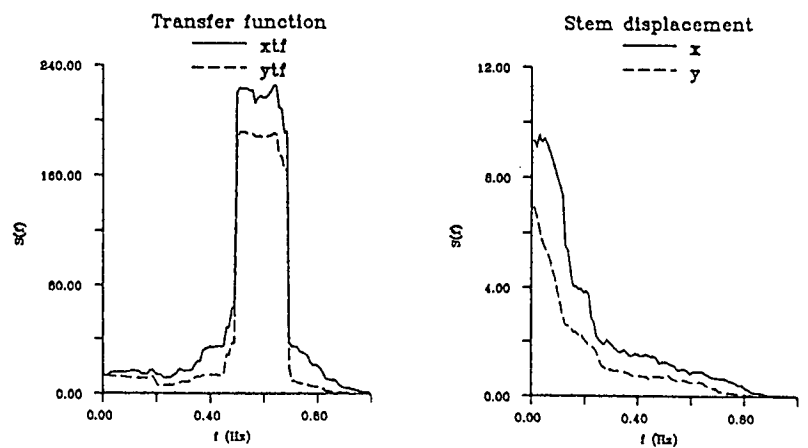 Transfer function
xtf
ytf
240.00
160.00
80.00
0.00
S(f)
0.00
0.40
0.80
f (Hz)
Stem displacement
x
y
12.00
8.00
4.00
0.00
S(f)
0.00
0.40
0.80
f (Hz)